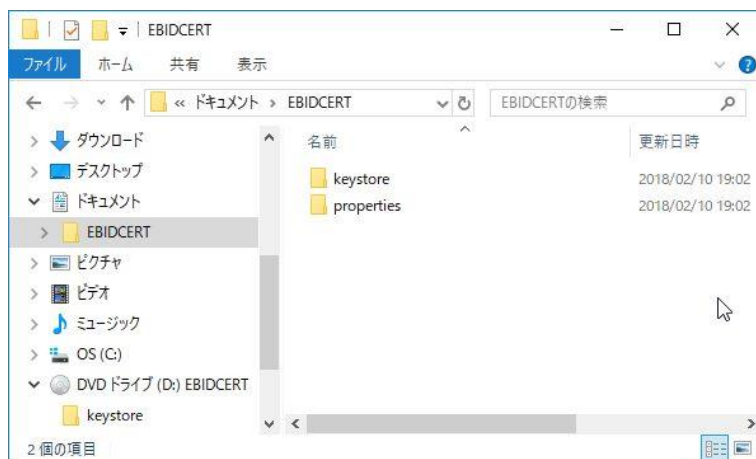 EBIDCERT
ファイル ホーム 共有 表示
« ドキュメント › EBIDCERT EBIDCERTの検索
ダウンロード
デスクトップ
ドキュメント
EBIDCERT
ピクチャ
ビデオ
ミュージック
OS (C:)
DVD ドライブ (D:) EBIDCERT
keystore
名前 更新日時
keystore 2018/02/10 19:02
properties 2018/02/10 19:02
2 個の項目